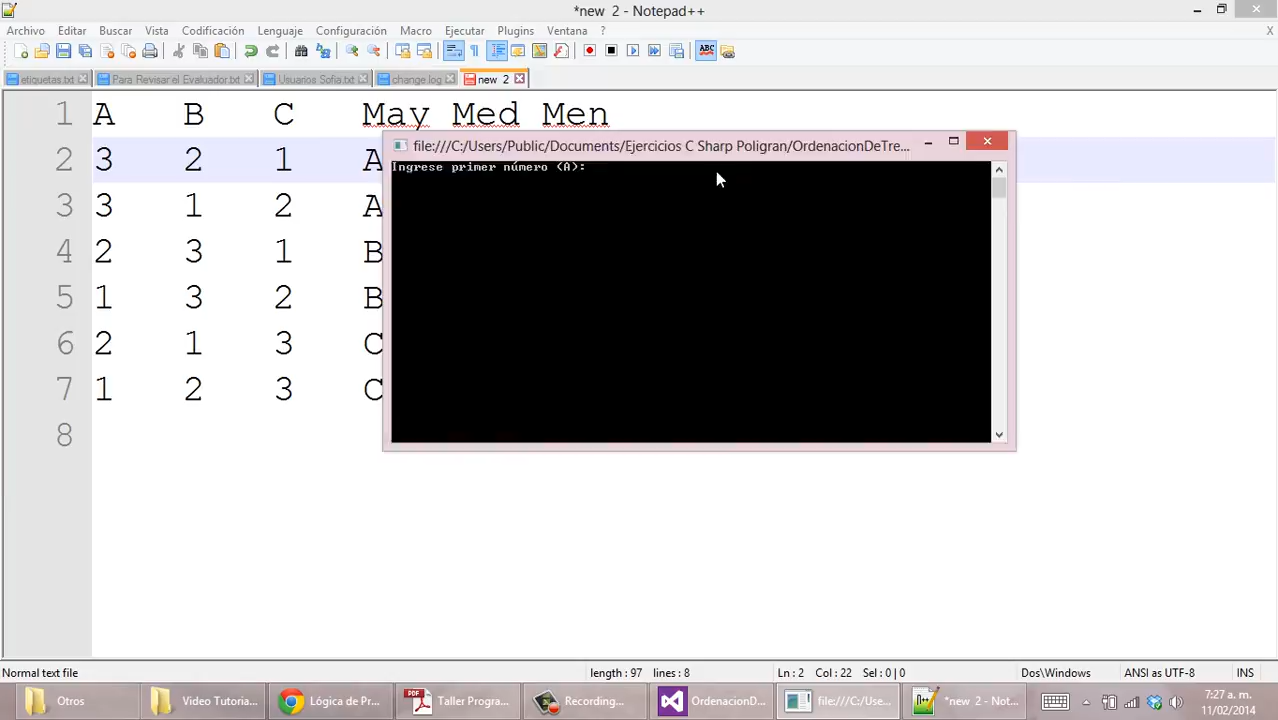 *new 2 - Notepad++
Archivo Editar Buscar Vista Codificación Lenguaje Configuración Macro Ejecutar Plugins Ventana ? X
etiquetas.txt Para Revisar el Evaluador.txt Usuarios Sofia.txt change.log new 2
1 A B C May Med Men
file:///C:/Users/Public/Documents/Ejercicios C Sharp Poligran/OrdenacionDeTre...
2 3 2 1 A
Ingrese primer número (A):
3 3 1 2 A
4 2 3 1 B
5 1 3 2 B
6 2 1 3 C
7 1 2 3 C
8
Normal text file length : 97 lines : 8 Ln : 2 Col : 22 Sel : 0 | 0 Dos\Windows ANSI as UTF-8 INS
Otros Video Tutoria... Lógica de Pr... Taller Progra... Recording... OrdenacionD... file:///C:/Use... *new 2 - Not... 7:27 a. m.
11/02/2014